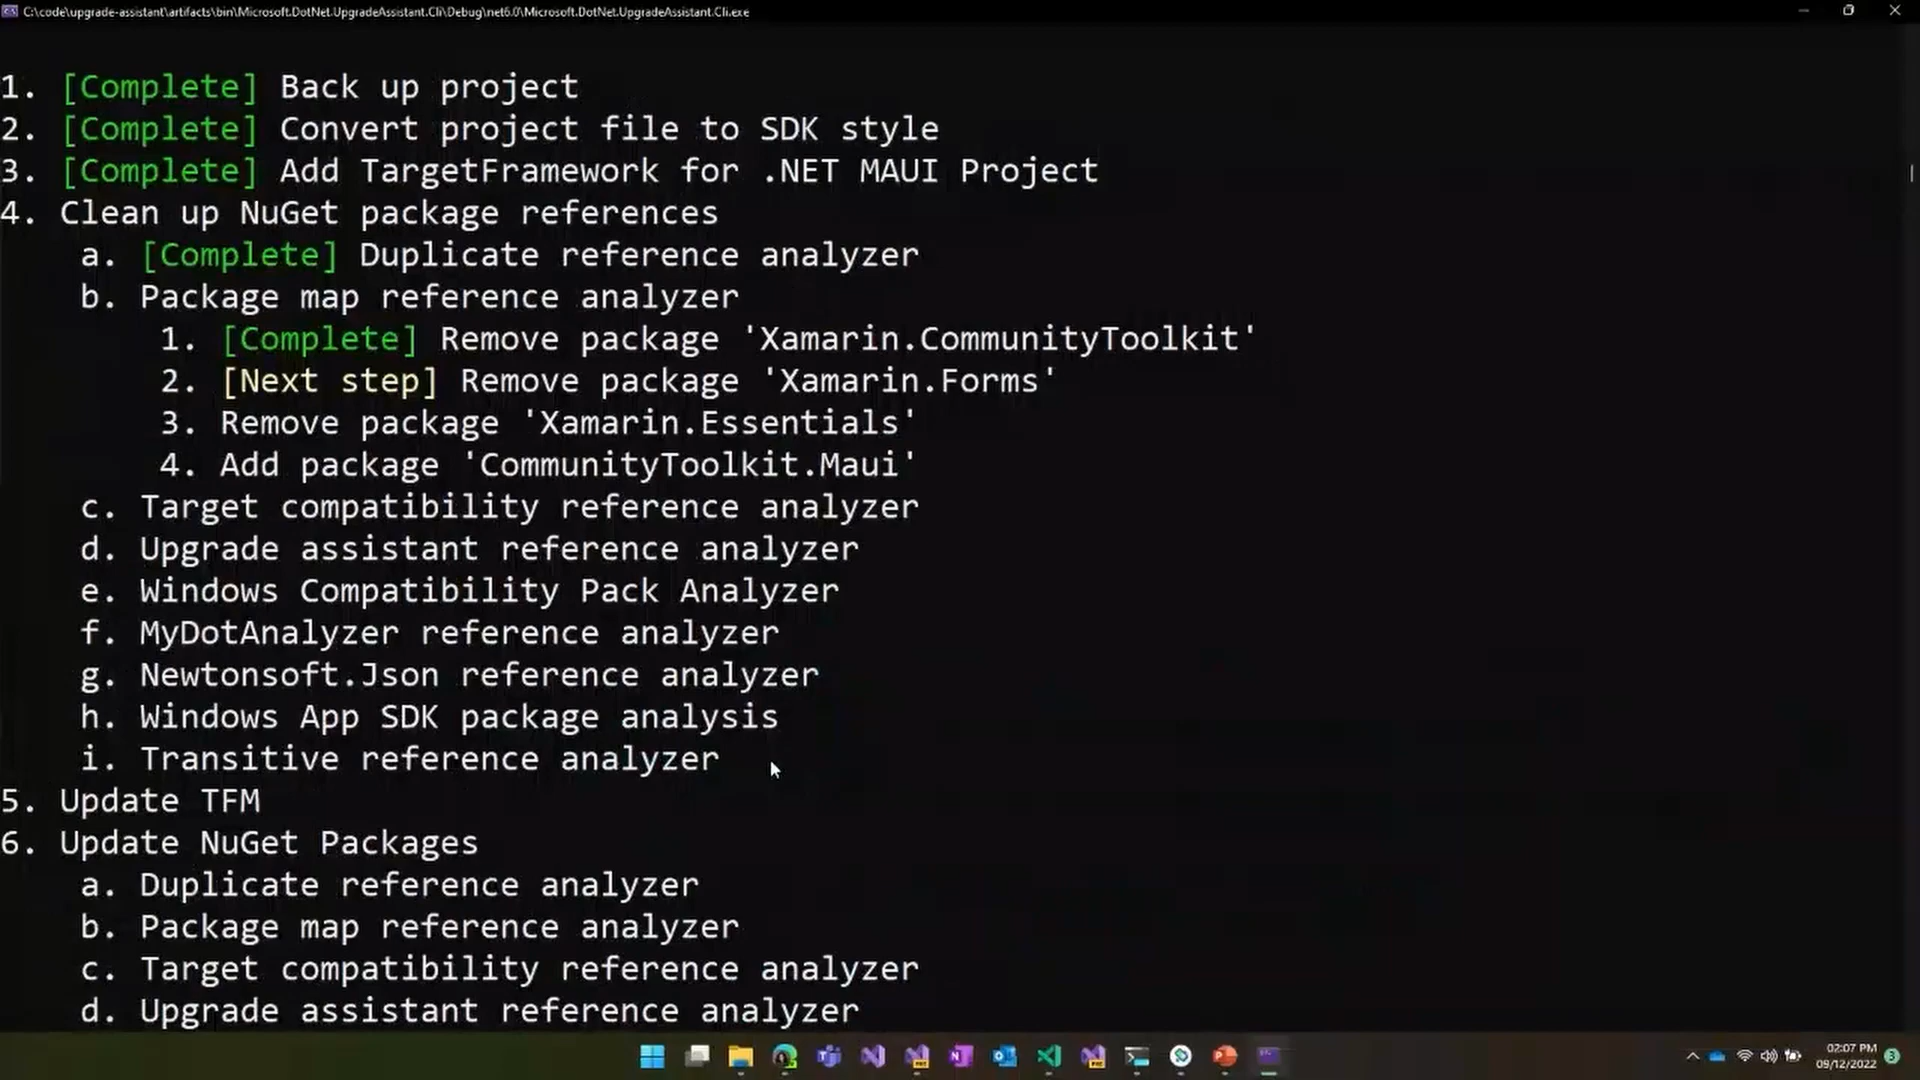 C:\code\upgrade-assistant\artifacts\bin\Microsoft.DotNet.UpgradeAssistant.Cli\Debug\net6.0\Microsoft.DotNet.UpgradeAssistant.Cli.exe
1. [Complete] Back up project
2. [Complete] Convert project file to SDK style
3. [Complete] Add TargetFramework for .NET MAUI Project
4. Clean up NuGet package references
a. [Complete] Duplicate reference analyzer
b. Package map reference analyzer
1. [Complete] Remove package 'Xamarin.CommunityToolkit'
2. [Next step] Remove package 'Xamarin.Forms'
3. Remove package 'Xamarin.Essentials'
4. Add package 'CommunityToolkit.Maui'
c. Target compatibility reference analyzer
d. Upgrade assistant reference analyzer
e. Windows Compatibility Pack Analyzer
f. MyDotAnalyzer reference analyzer
g. Newtonsoft.Json reference analyzer
h. Windows App SDK package analysis
i. Transitive reference analyzer
5. Update TFM
6. Update NuGet Packages
a. Duplicate reference analyzer
b. Package map reference analyzer
c. Target compatibility reference analyzer
d. Upgrade assistant reference analyzer
02:07 PM
09/12/2022
3